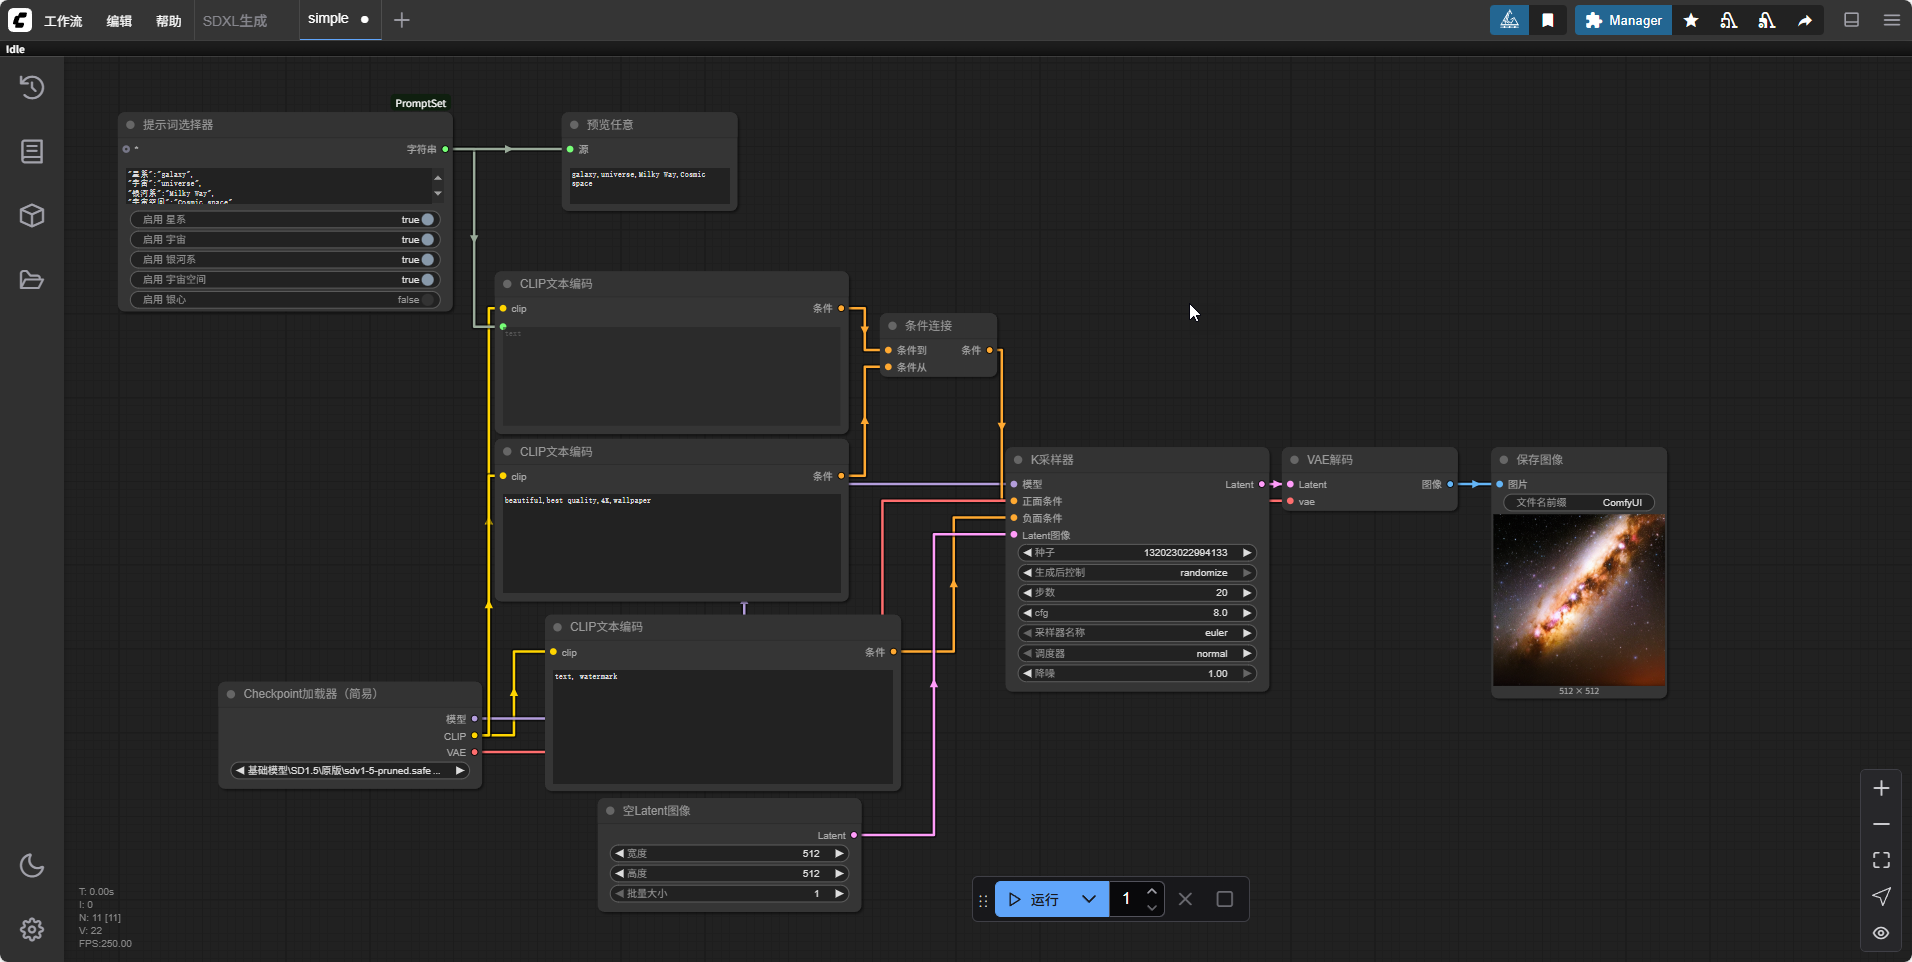 工作流
编辑
帮助
SDXL生成
simple
Manager
Idle
PromptSet
提示词选择器
字符串
"星系":"galaxy",
"宇宙":"universe",
"银河系":"Milky Way",
"宇宙空间":"Cosmic space"
启用 星系 true
启用 宇宙 true
启用 银河系 true
启用 宇宙空间 true
启用 银心 false
预览任意
源
galaxy,universe,Milky Way,Cosmic
space
CLIP文本编码
clip 条件
text
CLIP文本编码
clip 条件
beautiful,best quality,4K,wallpaper
条件连接
条件到 条件
条件从
CLIP文本编码
clip 条件
text, watermark
Checkpoint加载器（简易）
模型
CLIP
VAE
基础模型\SD1.5\原版\sdv1-5-pruned.safe ...
空Latent图像
Latent
宽度 512
高度 512
批量大小 1
K采样器
模型 Latent
正面条件
负面条件
Latent图像
种子 132023022994133
生成后控制 randomize
步数 20
cfg 8.0
采样器名称 euler
调度器 normal
降噪 1.00
VAE解码
Latent 图像
vae
保存图像
图片
文件名前缀 ComfyUI
512 × 512
T: 0.00s
I: 0
N: 11 [11]
V: 22
FPS:250.00
运行
1